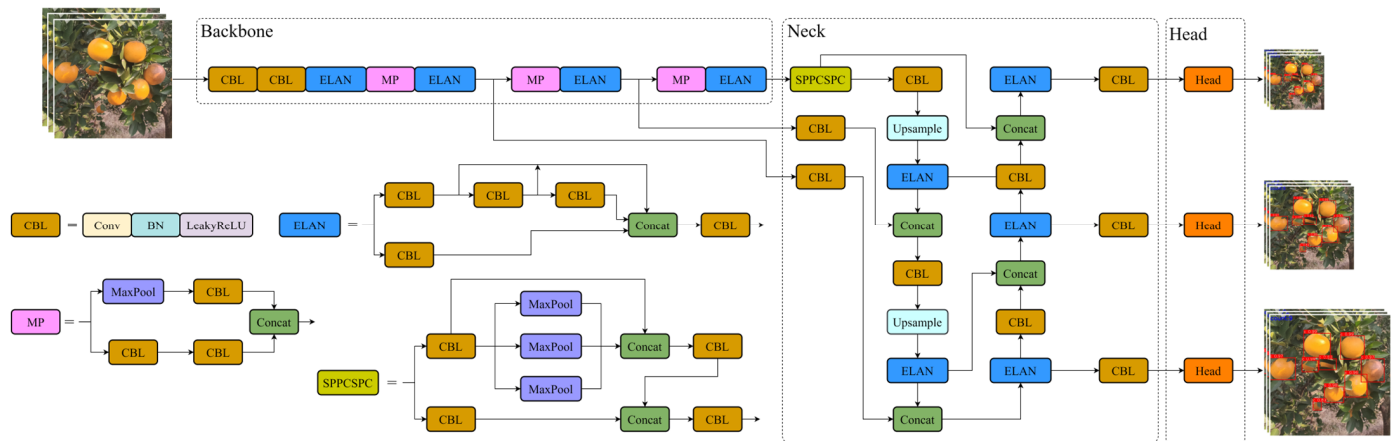 Backbone
Neck
Head
CBL CBL ELAN MP ELAN MP ELAN MP ELAN SPPCSPC CBL ELAN CBL Head
CBL Upsample Concat
CBL ELAN CBL
CBL = Conv BN LeakyReLU
ELAN = CBL CBL CBL Concat CBL
CBL
Concat ELAN CBL Head
CBL Concat
MP = MaxPool CBL Concat
CBL CBL
Upsample CBL
SPPCSPC = CBL MaxPool MaxPool MaxPool Concat CBL
CBL Concat CBL
ELAN ELAN CBL Head
Concat